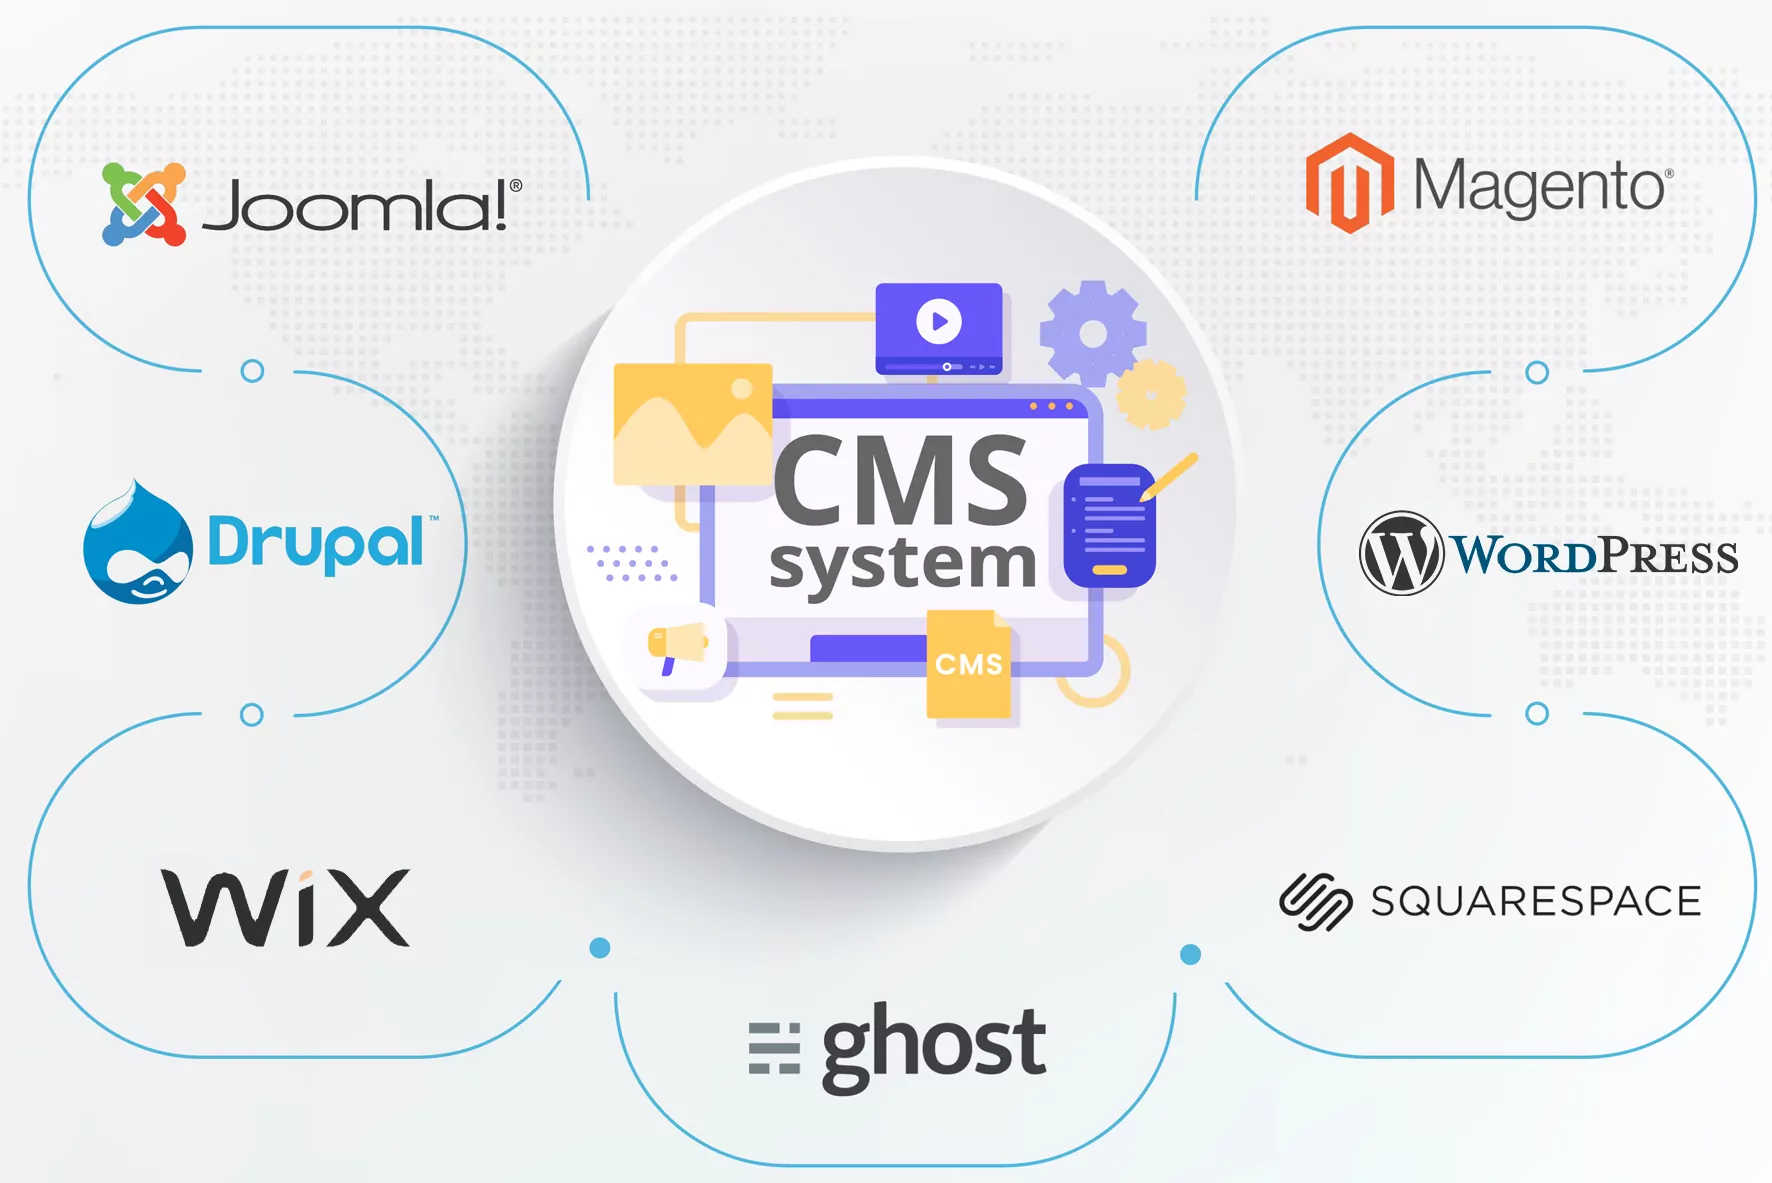 Joomla!®
Magento®
CMS
system
Drupal™
WORDPRESS
CMS
WiX
SQUARESPACE
ghost